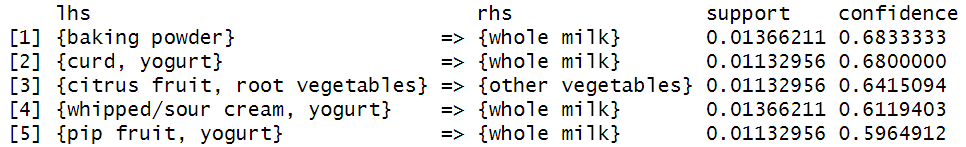 lhs rhs support confidence
[1] {baking powder} => {whole milk} 0.01366211 0.6833333
[2] {curd, yogurt} => {whole milk} 0.01132956 0.6800000
[3] {citrus fruit, root vegetables} => {other vegetables} 0.01132956 0.6415094
[4] {whipped/sour cream, yogurt} => {whole milk} 0.01366211 0.6119403
[5] {pip fruit, yogurt} => {whole milk} 0.01132956 0.5964912